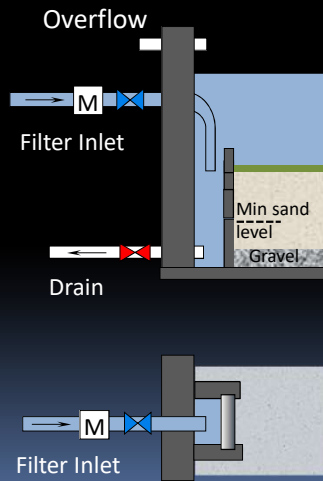 Overflow
M
Filter Inlet
Min sand
level
Gravel
Drain
M
Filter Inlet